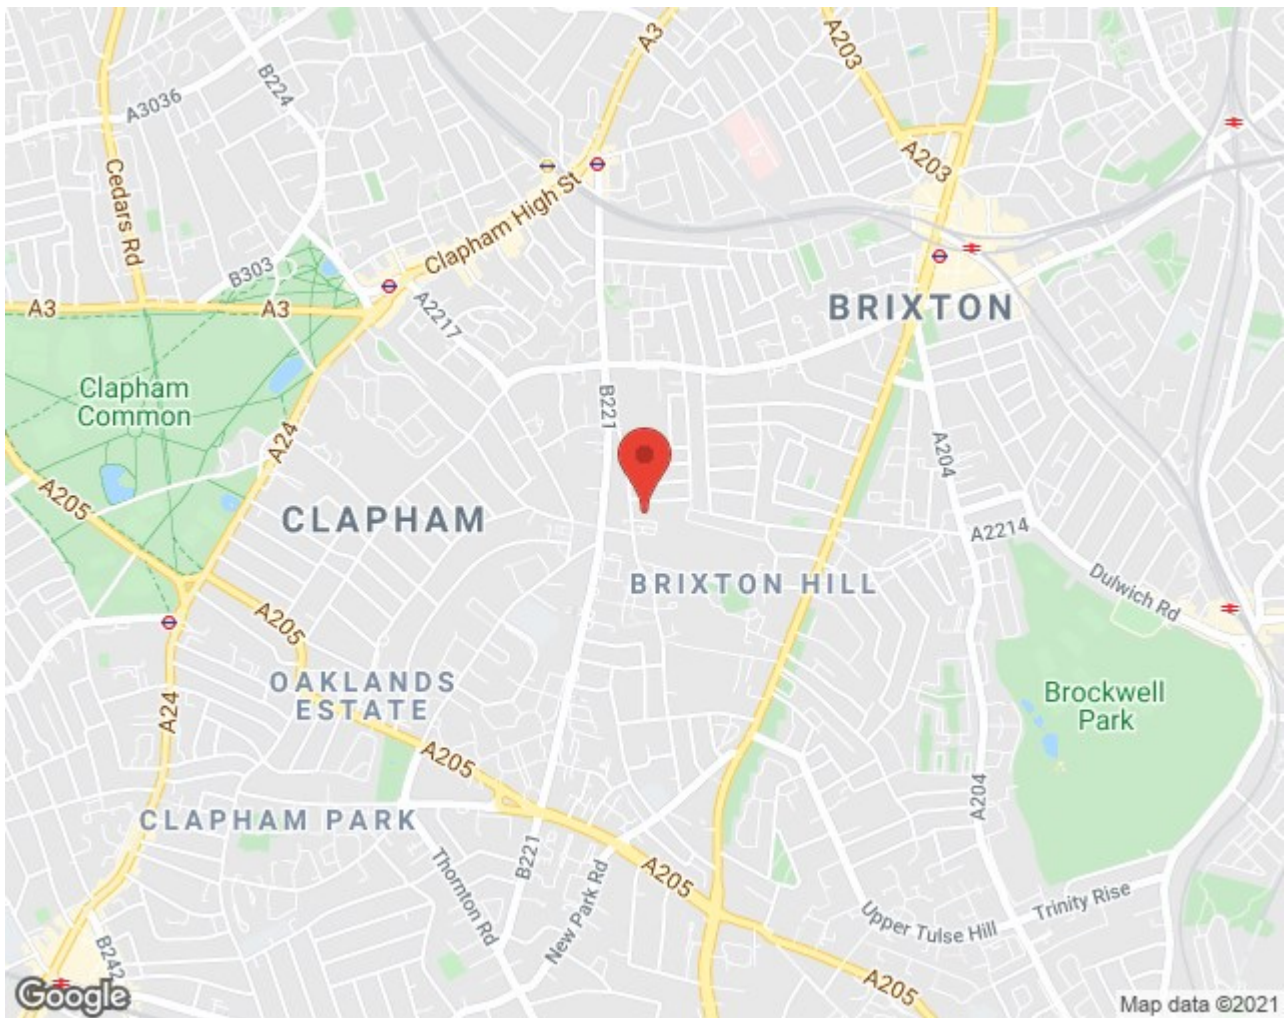 A3
A203
B224
A3036
A203
Cedars Rd
Clapham High St
B303
A3
A3
A2217
BRIXTON
Clapham
Common
B221
A24
A204
A205
CLAPHAM
A2214
BRIXTON HILL
Dulwich Rd
A205
OAKLANDS
ESTATE
Brockwell
Park
A24
A205
A204
CLAPHAM PARK
B221
Thornton Rd
New Park Rd
A205
Trinity Rise
Upper Tulse Hill
B242
A205
Google
Map data ©2021